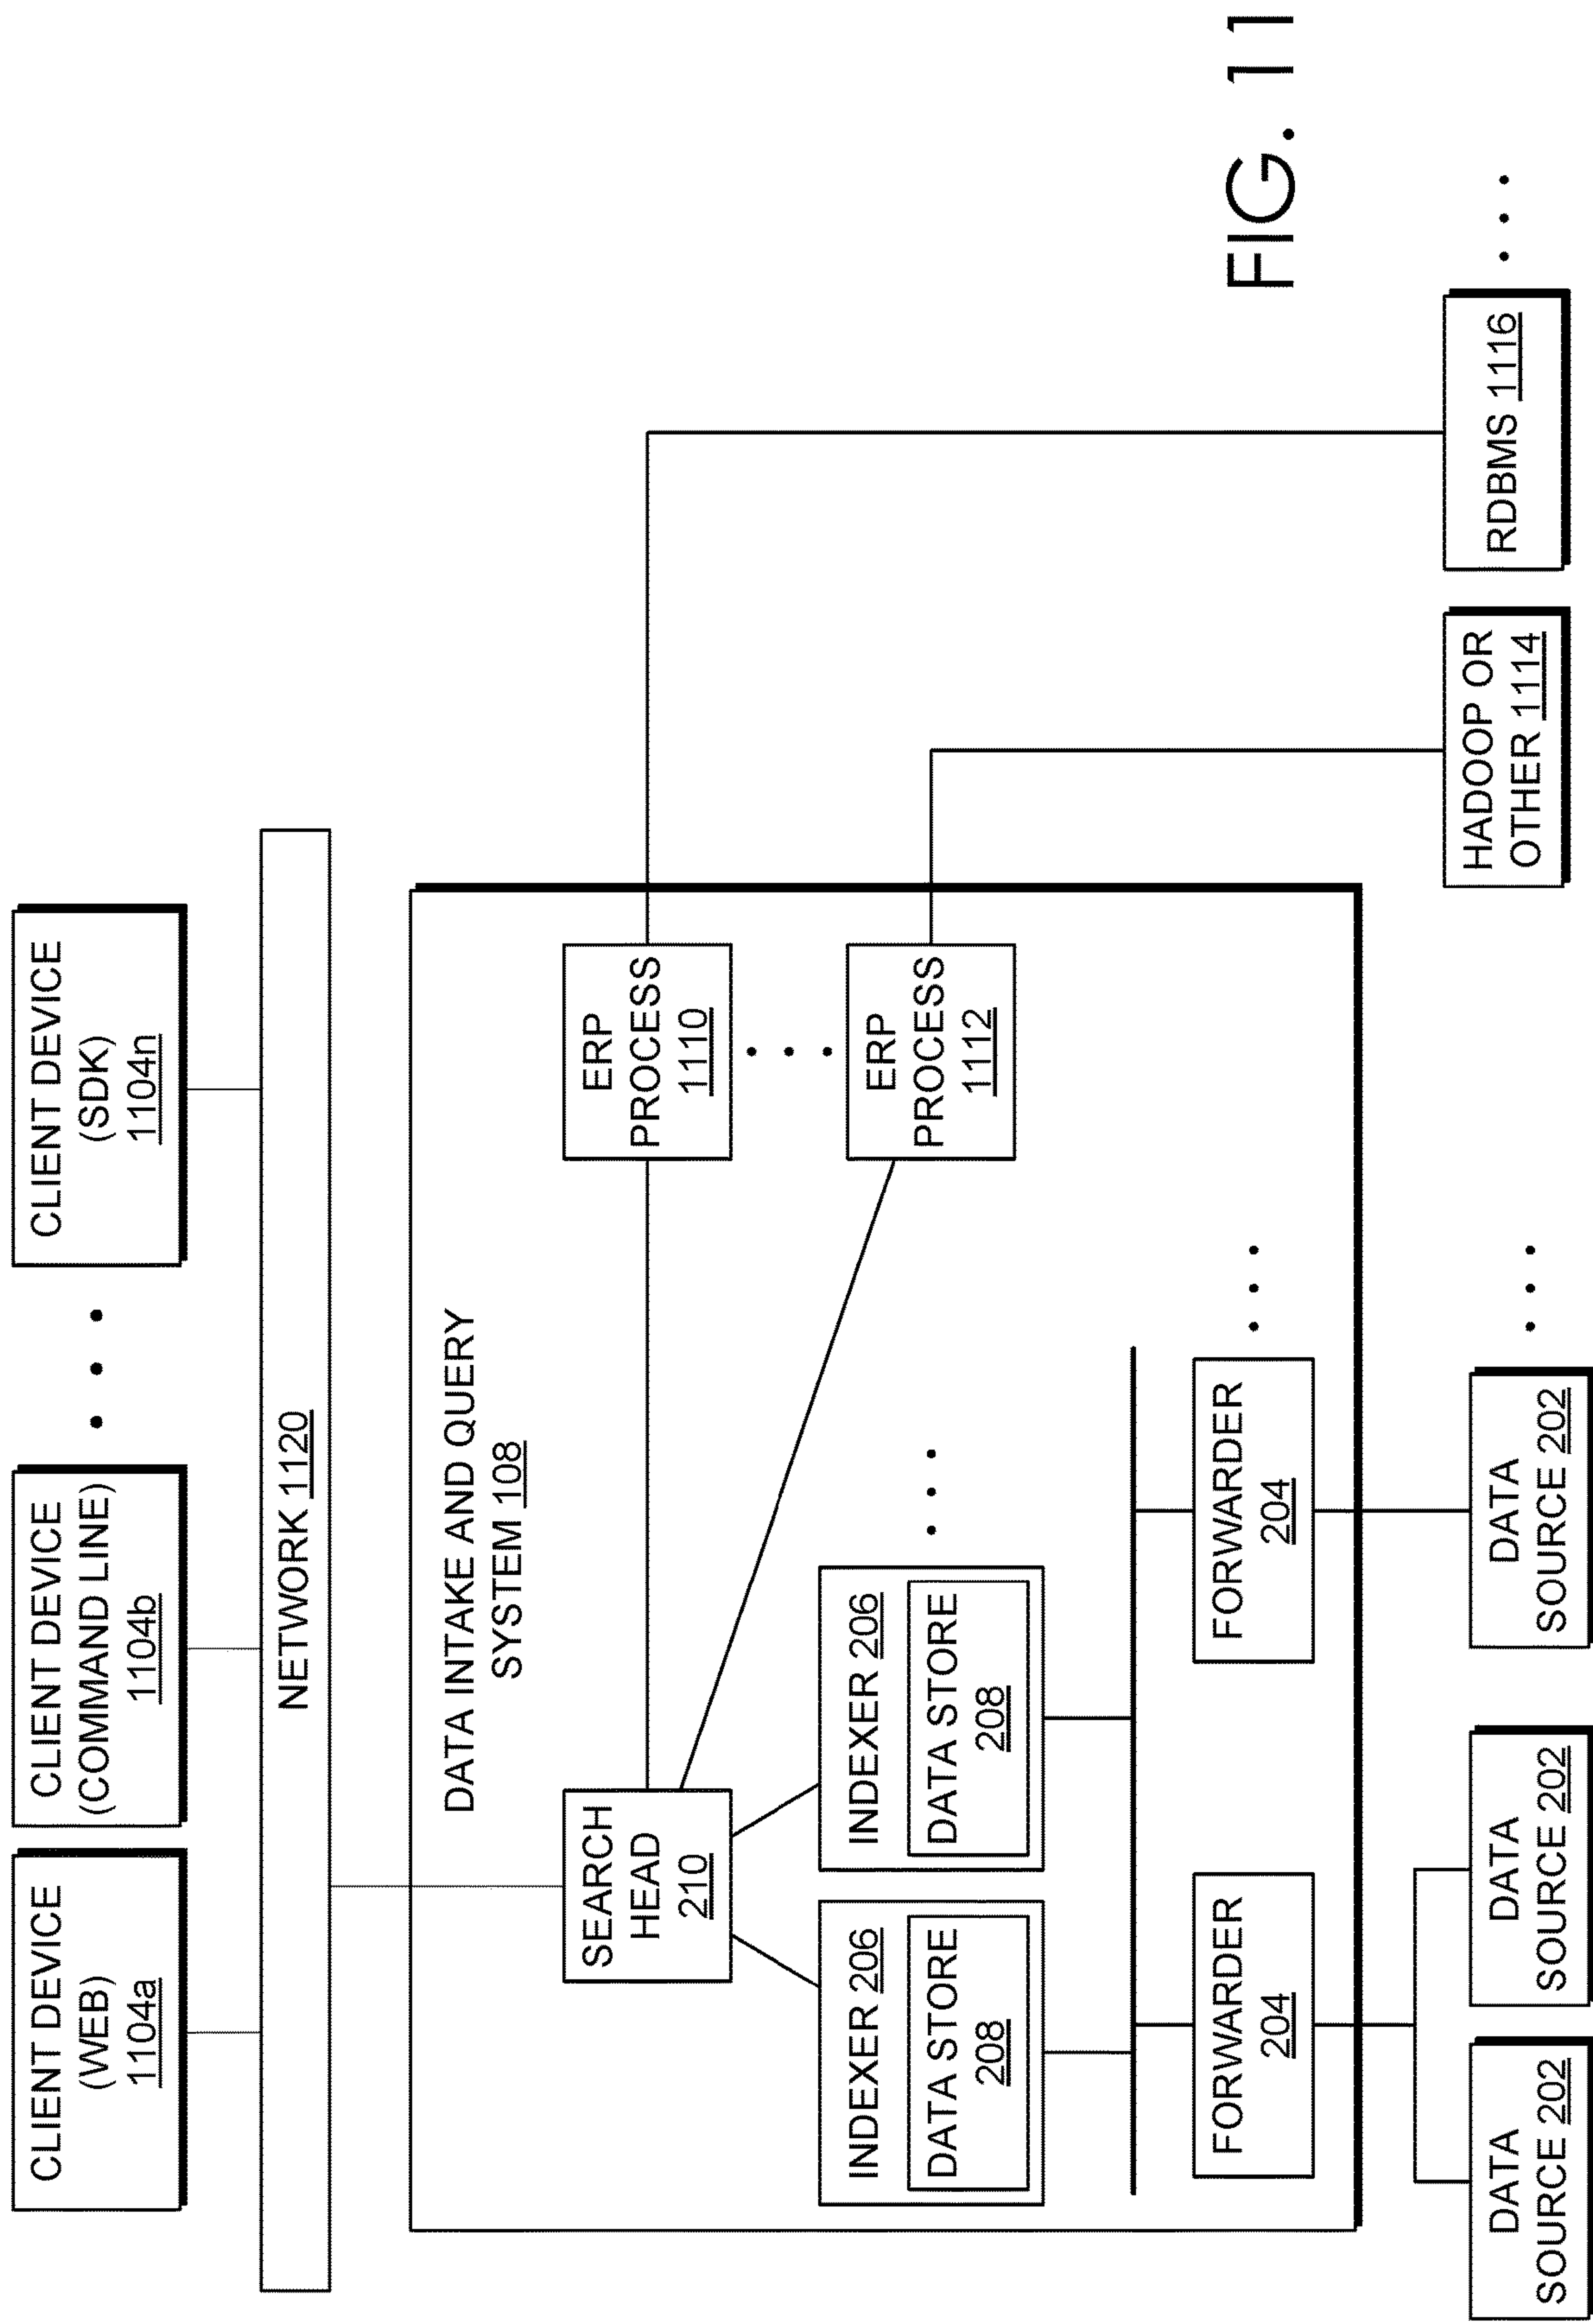 CLIENT DEVICE
(WEB)
1104a
CLIENT DEVICE
(COMMAND LINE)
1104b
CLIENT DEVICE
(SDK)
1104n
NETWORK 1120
DATA INTAKE AND QUERY
SYSTEM 108
SEARCH
HEAD
210
ERP
PROCESS
1110
ERP
PROCESS
1112
INDEXER 206
DATA STORE
208
INDEXER 206
DATA STORE
208
FORWARDER
204
FORWARDER
204
DATA
SOURCE 202
DATA
SOURCE 202
DATA
SOURCE 202
HADOOP OR
OTHER 1114
RDBMS 1116
FIG. 11